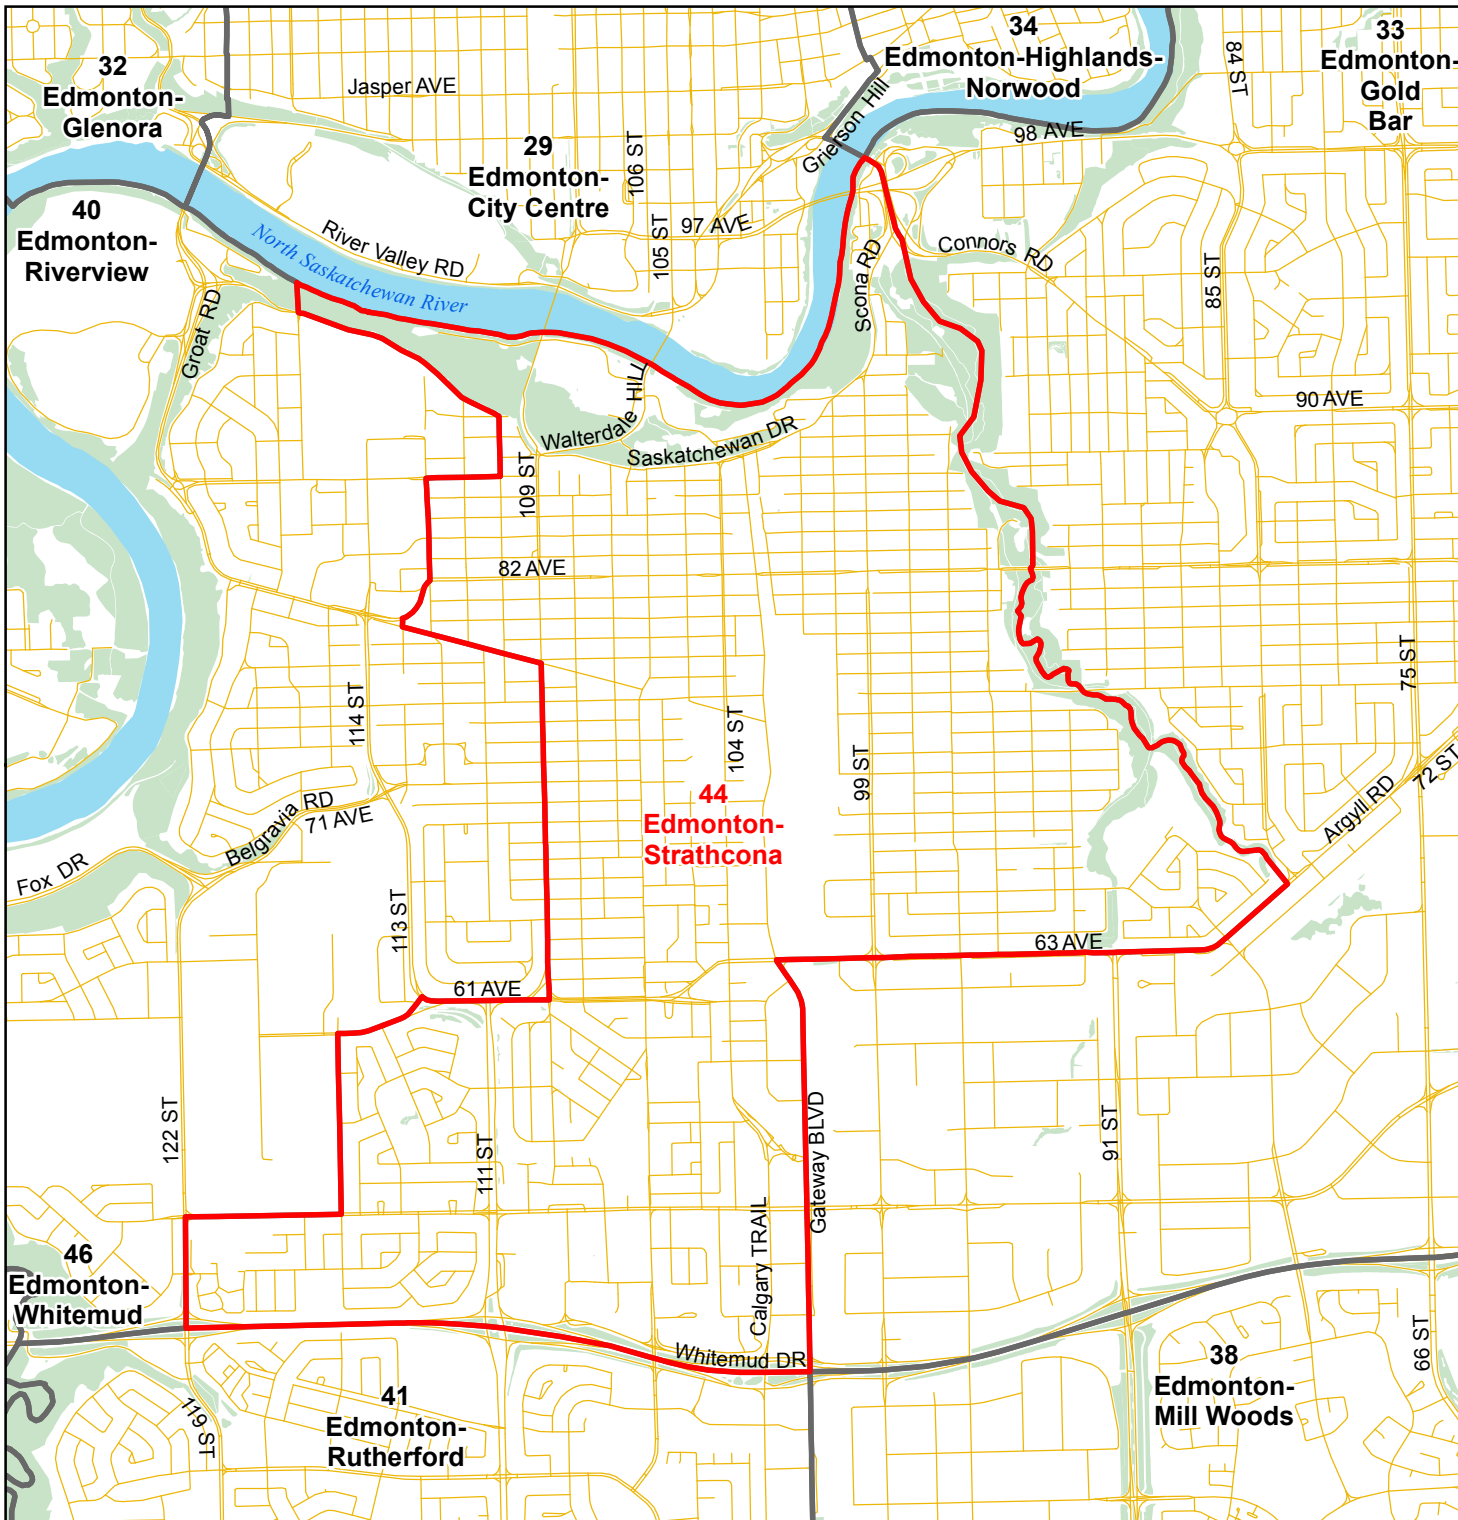 32
Edmonton-
Glenora
Jasper AVE
34
Edmonton-Highlands-
Norwood
84 ST
33
Edmonton-
Gold
Bar
Grierson Hill
98 AVE
29
Edmonton-
City Centre
106 ST
105 ST
97 AVE
40
Edmonton-
Riverview
River Valley RD
North Saskatchewan River
Scona RD
Connors RD
85 ST
Groat RD
Walterdale HILL
Saskatchewan DR
90 AVE
109 ST
82 AVE
75 ST
114 ST
104 ST
99 ST
72 ST
Argyll RD
44
Edmonton-
Strathcona
Belgravia RD
71 AVE
Fox DR
113 ST
63 AVE
61 AVE
122 ST
111 ST
Gateway BLVD
91 ST
Calgary TRAIL
46
Edmonton-
Whitemud
Whitemud DR
66 ST
38
Edmonton-
Mill Woods
119 ST
41
Edmonton-
Rutherford